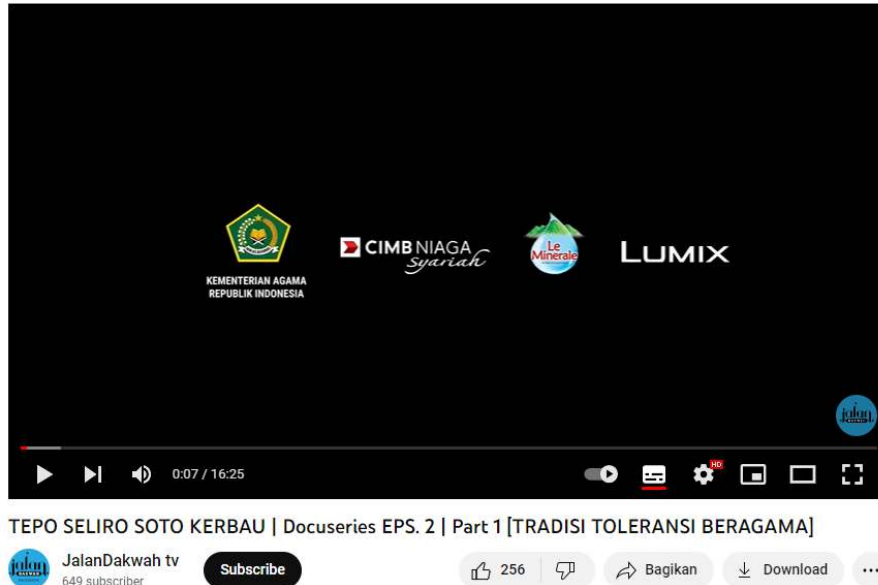 KEMENTERIAN AGAMA
REPUBLIK INDONESIA
CIMB NIAGA
Syariah
Le
Minerale
LUMIX
jalan
0:07 / 16:25
HD
TEPO SELIRO SOTO KERBAU | Docuseries EPS. 2 | Part 1 [TRADISI TOLERANSI BERAGAMA]
jalan
JalanDakwah tv
649 subscriber
Subscribe
256
Bagikan
Download